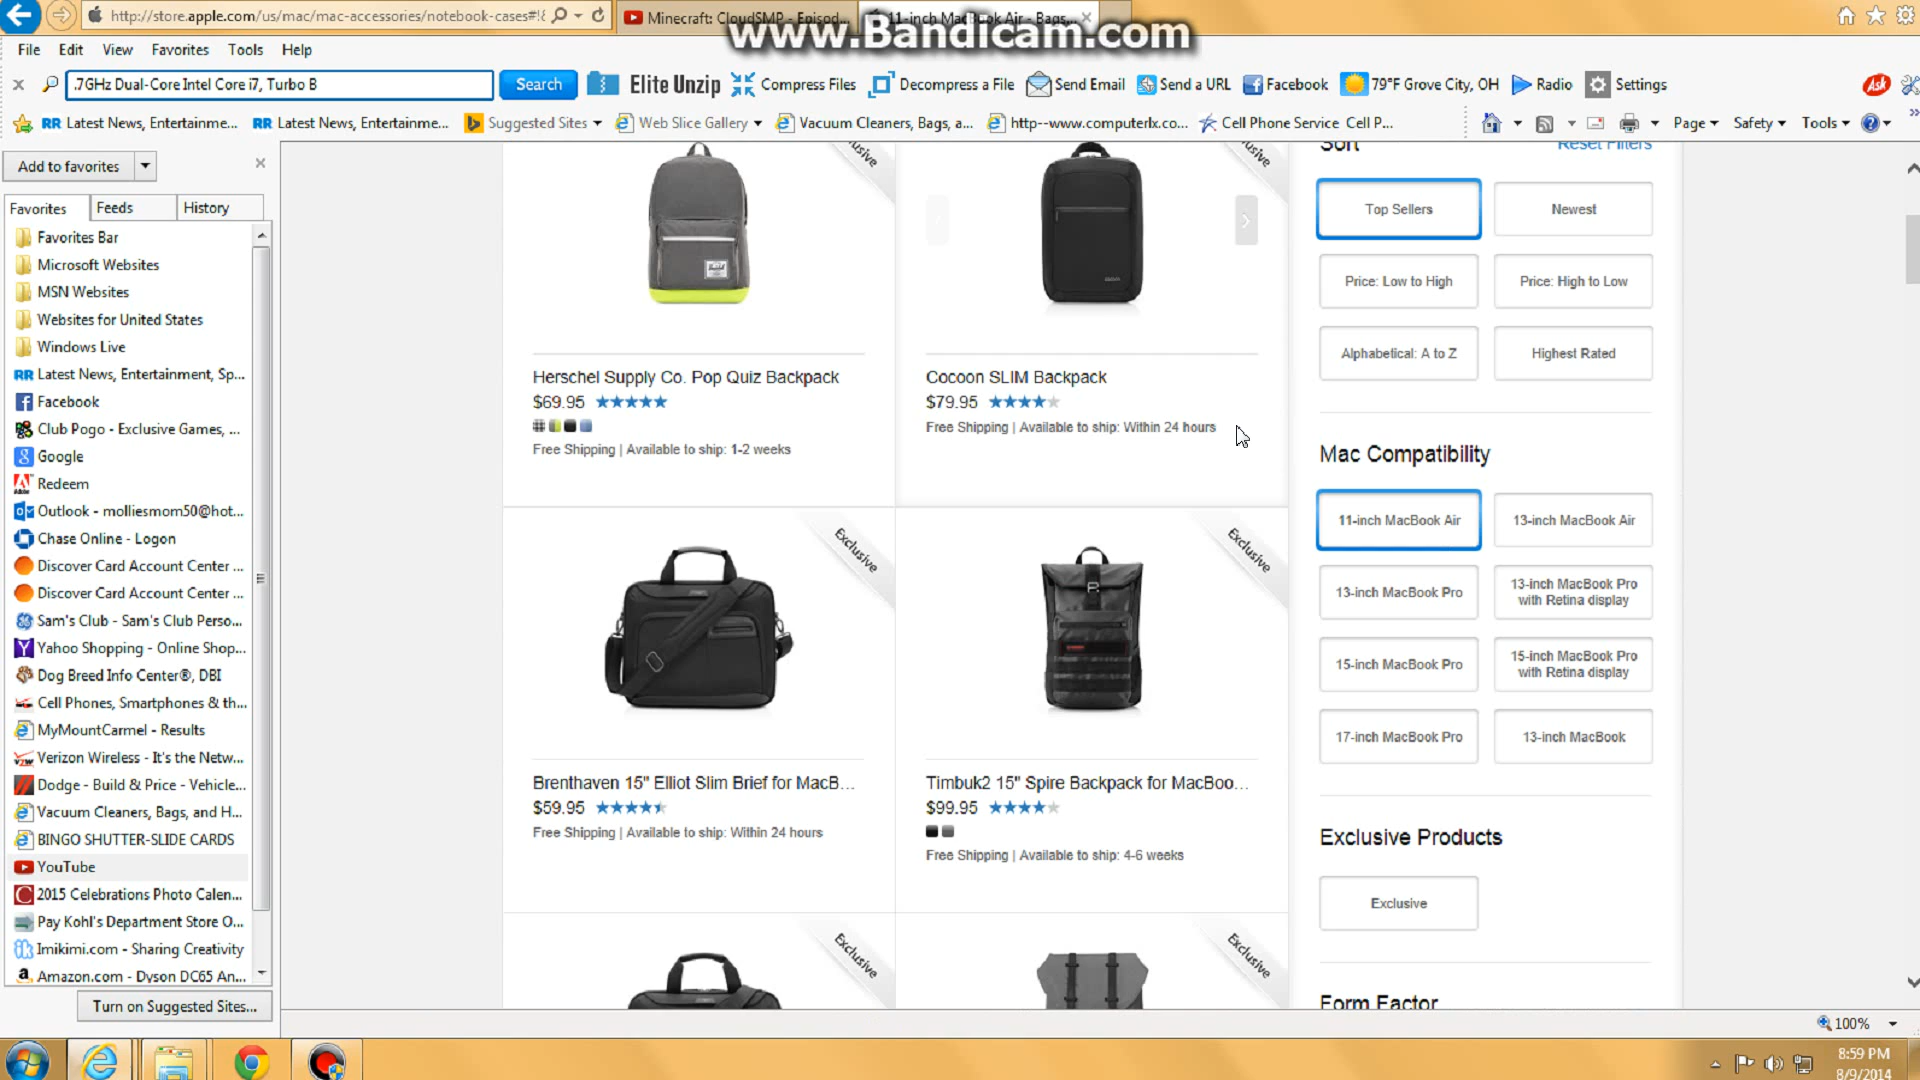 http://store.apple.com/us/mac/mac-accessories/notebook-cases#!
Minecraft: CloudSMP - Episod...
11-inch MacBook Air - Bags,...
www.Bandicam.com
File Edit View Favorites Tools Help
.7GHz Dual-Core Intel Core i7, Turbo B
Search
Elite Unzip
Compress Files
Decompress a File
Send Email
Send a URL
Facebook
79°F Grove City, OH
Radio
Settings
Ask
RR Latest News, Entertainme...
RR Latest News, Entertainme...
Suggested Sites
Web Slice Gallery
Vacuum Cleaners, Bags, a...
http--www.computerlx.co...
Cell Phone Service Cell P...
Page
Safety
Tools
Add to favorites
Favorites
Feeds
History
Favorites Bar
Microsoft Websites
MSN Websites
Websites for United States
Windows Live
RR Latest News, Entertainment, Sp...
Facebook
Club Pogo - Exclusive Games, ...
Google
Redeem
Outlook - molliesmom50@hot...
Chase Online - Logon
Discover Card Account Center ...
Discover Card Account Center ...
Sam's Club - Sam's Club Perso...
Yahoo Shopping - Online Shop...
Dog Breed Info Center®, DBI
Cell Phones, Smartphones & th...
MyMountCarmel - Results
Verizon Wireless - It's the Netw...
Dodge - Build & Price - Vehicle...
Vacuum Cleaners, Bags, and H...
BINGO SHUTTER-SLIDE CARDS
YouTube
2015 Celebrations Photo Calen...
Pay Kohl's Department Store O...
Imikimi.com - Sharing Creativity
Amazon.com - Dyson DC65 An...
Turn on Suggested Sites...
Herschel Supply Co. Pop Quiz Backpack
$69.95
Free Shipping | Available to ship: 1-2 weeks
Cocoon SLIM Backpack
$79.95
Free Shipping | Available to ship: Within 24 hours
Exclusive
Brenthaven 15" Elliot Slim Brief for MacB...
$59.95
Free Shipping | Available to ship: Within 24 hours
Exclusive
Timbuk2 15" Spire Backpack for MacBoo...
$99.95
Free Shipping | Available to ship: 4-6 weeks
Exclusive
Exclusive
Sort
Reset Filters
Top Sellers
Newest
Price: Low to High
Price: High to Low
Alphabetical: A to Z
Highest Rated
Mac Compatibility
11-inch MacBook Air
13-inch MacBook Air
13-inch MacBook Pro
13-inch MacBook Pro
with Retina display
15-inch MacBook Pro
15-inch MacBook Pro
with Retina display
17-inch MacBook Pro
13-inch MacBook
Exclusive Products
Exclusive
Form Factor
100%
8:59 PM
8/9/2014